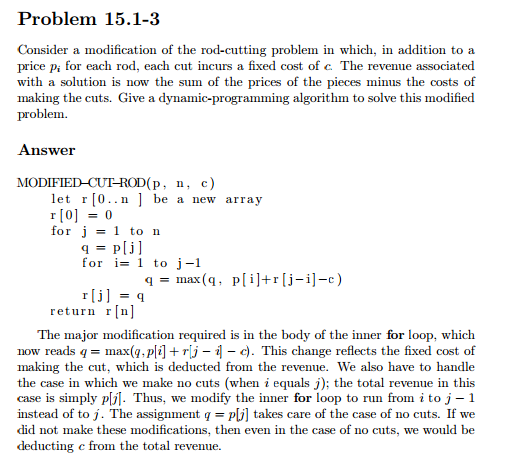 Problem 15.1-3
Consider a modification of the rod-cutting problem in which, in addition to a
price pᵢ for each rod, each cut incurs a fixed cost of c. The revenue associated
with a solution is now the sum of the prices of the pieces minus the costs of
making the cuts. Give a dynamic-programming algorithm to solve this modified
problem.
Answer
MODIFIED-CUT-ROD(p, n, c)
let r[0..n ] be a new array
r[0] = 0
for j = 1 to n
q = p[j]
for i= 1 to j−1
q = max(q, p[i]+r[j−i]−c)
r[j] = q
return r[n]
The major modification required is in the body of the inner for loop, which
now reads q = max(q,p[i] + r[j − i] − c). This change reflects the fixed cost of
making the cut, which is deducted from the revenue. We also have to handle
the case in which we make no cuts (when i equals j); the total revenue in this
case is simply p[j]. Thus, we modify the inner for loop to run from i to j − 1
instead of to j. The assignment q = p[j] takes care of the case of no cuts. If we
did not make these modifications, then even in the case of no cuts, we would be
deducting c from the total revenue.